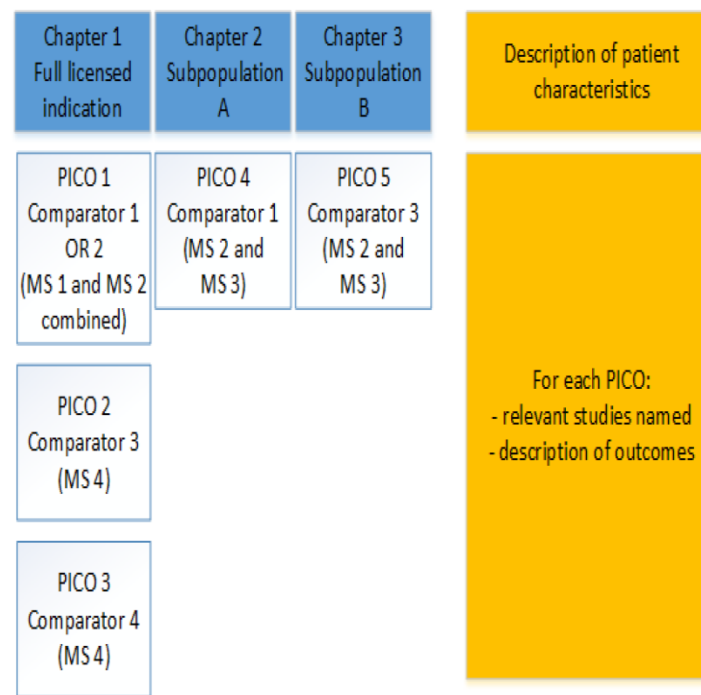 Chapter 1
Full licensed
indication
Chapter 2
Subpopulation
A
Chapter 3
Subpopulation
B
Description of patient
characteristics
PICO 1
Comparator 1
OR 2
(MS 1 and MS 2
combined)
PICO 4
Comparator 1
(MS 2 and
MS 3)
PICO 5
Comparator 3
(MS 2 and
MS 3)
PICO 2
Comparator 3
(MS 4)
PICO 3
Comparator 4
(MS 4)
For each PICO:
- relevant studies named
- description of outcomes